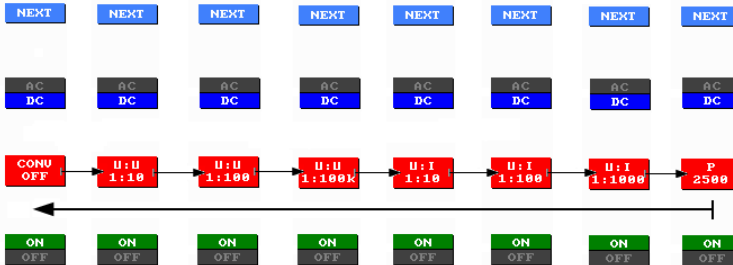 NEXT NEXT NEXT NEXT NEXT NEXT NEXT NEXT
AC AC AC AC AC AC AC AC
DC DC DC DC DC DC DC DC
CONV U:U U:U U:U U:I U:I U:I P
OFF 1:10 1:100 1:100k 1:10 1:100 1:1000 2500
ON ON ON ON ON ON ON ON
OFF OFF OFF OFF OFF OFF OFF OFF